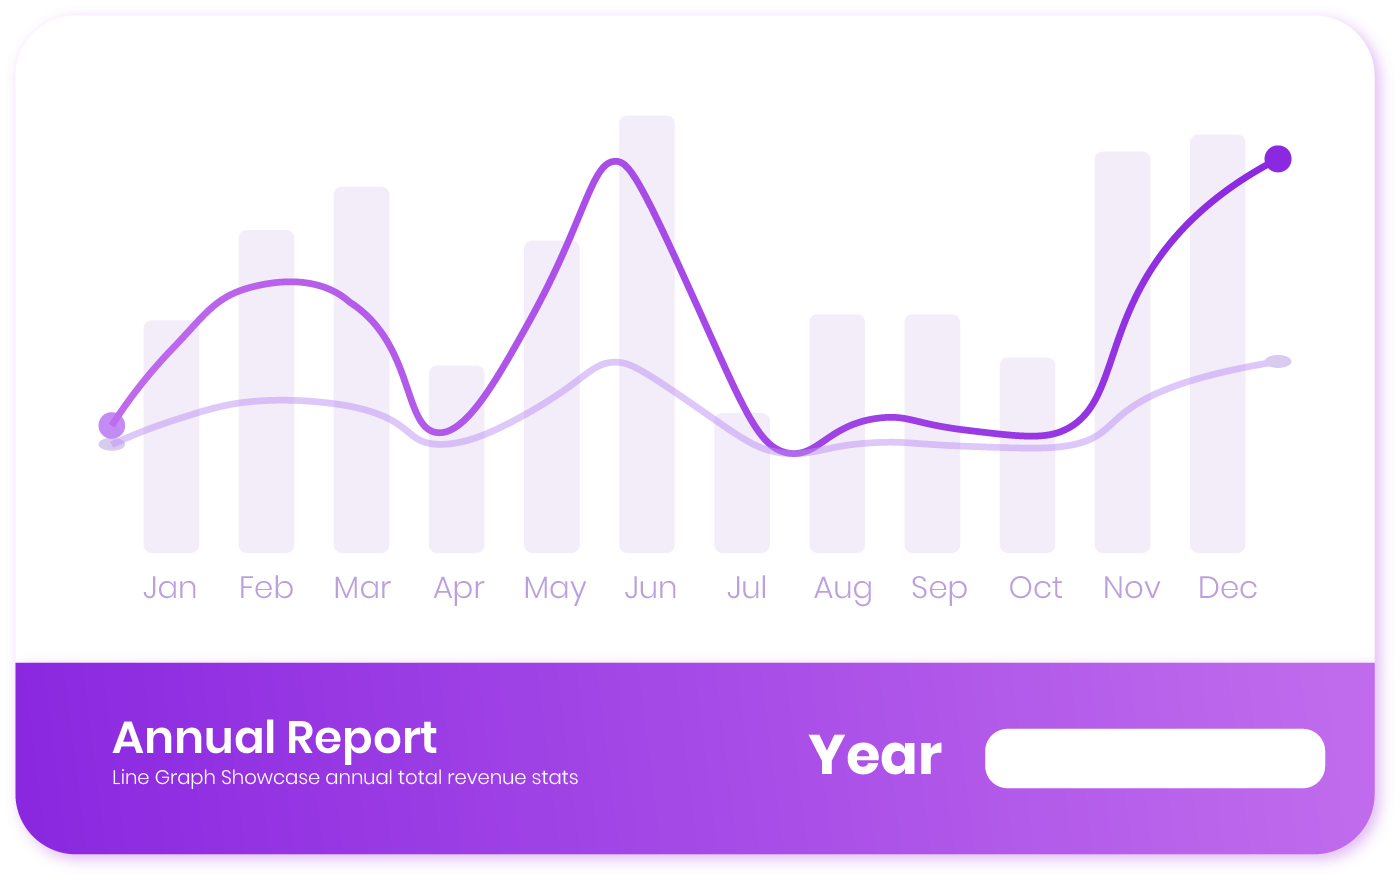 Jan Feb Mar Apr May Jun Jul Aug Sep Oct Nov Dec
Annual Report
Line Graph Showcase annual total revenue stats
Year